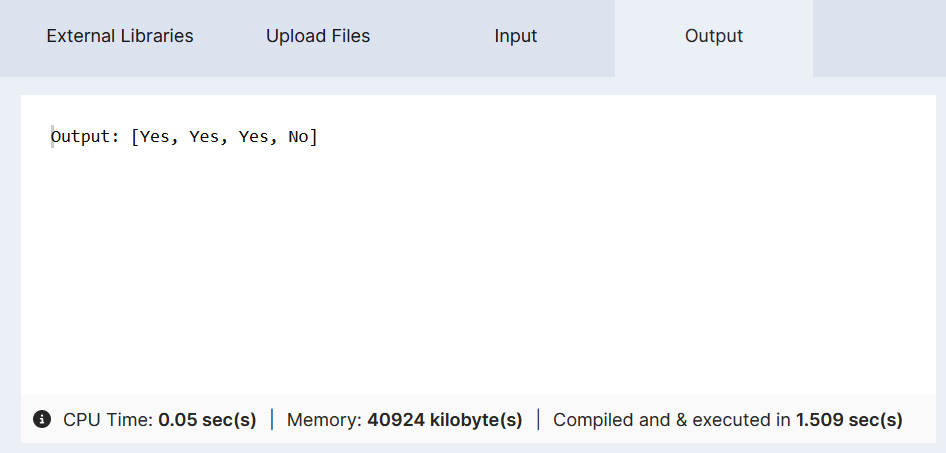 External Libraries Upload Files Input Output
Output: [Yes, Yes, Yes, No]
CPU Time: 0.05 sec(s) | Memory: 40924 kilobyte(s) | Compiled and & executed in 1.509 sec(s)